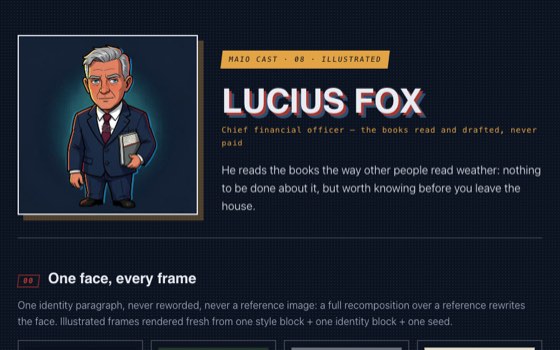 MAIO CAST · 08 · ILLUSTRATED
LUCIUS FOX
Chief financial officer — the books read and drafted, never
paid
He reads the books the way other people read weather: nothing
to be done about it, but worth knowing before you leave the
house.
00 One face, every frame
One identity paragraph, never reworded, never a reference image: a full recomposition over a reference rewrites
the face. Illustrated frames rendered fresh from one style block + one identity block + one seed.